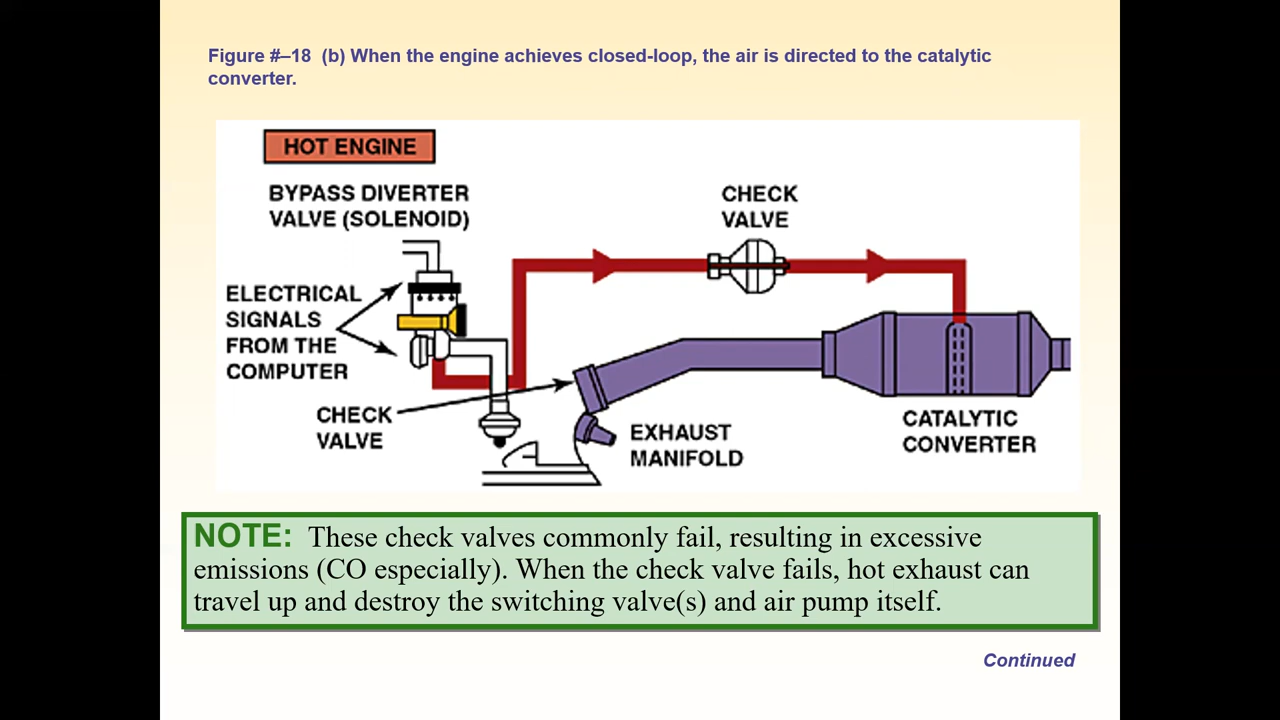 Figure #–18  (b) When the engine achieves closed-loop, the air is directed to the catalytic
converter.
HOT ENGINE
BYPASS DIVERTER
VALVE (SOLENOID)
CHECK
VALVE
ELECTRICAL
SIGNALS
FROM THE
COMPUTER
CHECK
VALVE
EXHAUST
MANIFOLD
CATALYTIC
CONVERTER
NOTE:  These check valves commonly fail, resulting in excessive
emissions (CO especially). When the check valve fails, hot exhaust can
travel up and destroy the switching valve(s) and air pump itself.
Continued